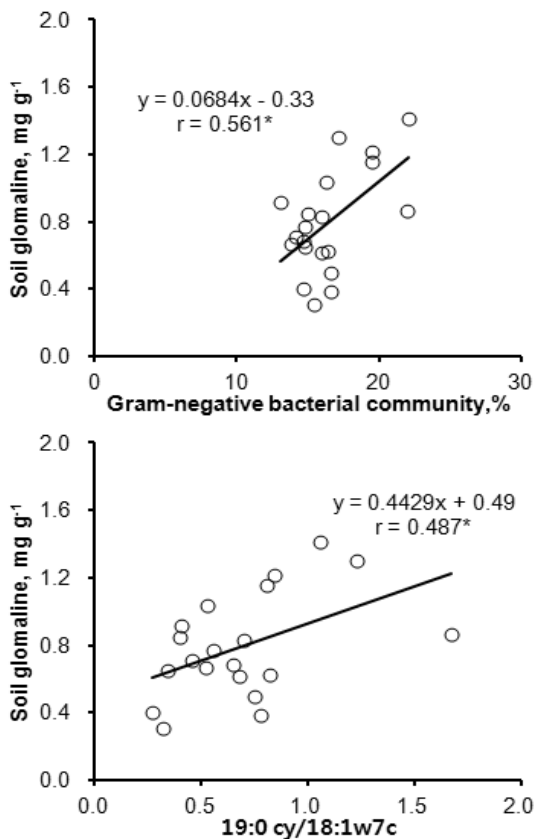 2.0
1.6
1.2
0.8
0.4
0.0
Soil glomaline, mg g⁻¹
y = 0.0684x - 0.33
r = 0.561*
0 10 20 30
Gram-negative bacterial community,%
2.0
1.6
1.2
0.8
0.4
0.0
Soil glomaline, mg g⁻¹
y = 0.4429x + 0.49
r = 0.487*
0.0 0.5 1.0 1.5 2.0
19:0 cy/18:1w7c